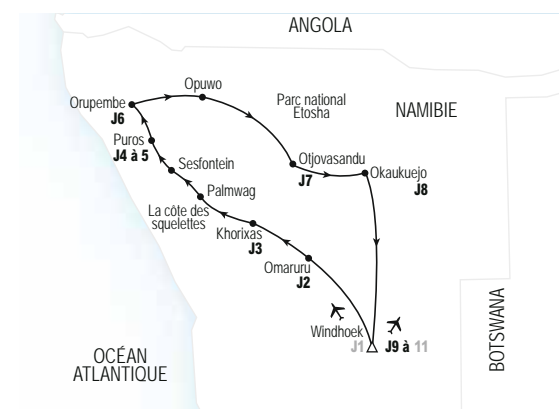 ANGOLA
Opuwo
Parc national
Etosha
NAMIBIE
Orupembe
J6
Puros
J4 à 5
Sesfontein
Otjovasandu
J7
Okaukuejo
J8
Palmwag
La côte des
squelettes
Khorixas
J3
Omaruru
J2
Windhoek
J1
J9 à 11
OCÉAN
ATLANTIQUE
BOTSWANA